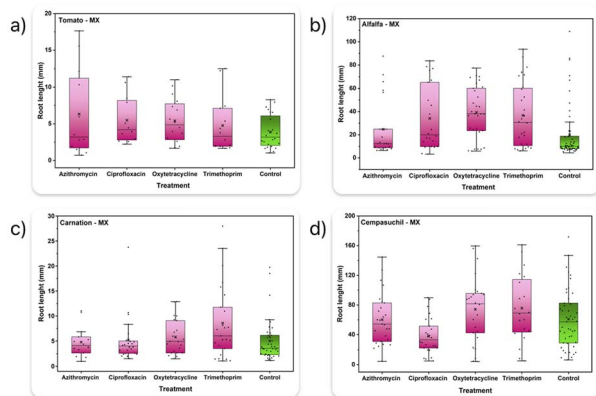 a)
Tomato - MX
Root lenght (mm)
20
15
10
5
0
Azithromycin Ciprofloxacin Oxytetracycline Trimethoprim Control
Treatment
b)
Alfalfa - MX
Root lenght (mm)
120
100
80
60
40
20
0
Azithromycin Ciprofloxacin Oxytetracycline Trimethoprim Control
Treatment
c)
Carnation - MX
Root lenght (mm)
30
25
20
15
10
5
0
Azithromycin Ciprofloxacin Oxytetracycline Trimethoprim Control
Treatment
d)
Cempasuchil - MX
Root lenght (mm)
200
160
120
80
40
0
Azithromycin Ciprofloxacin Oxytetracycline Trimethoprim Control
Treatment